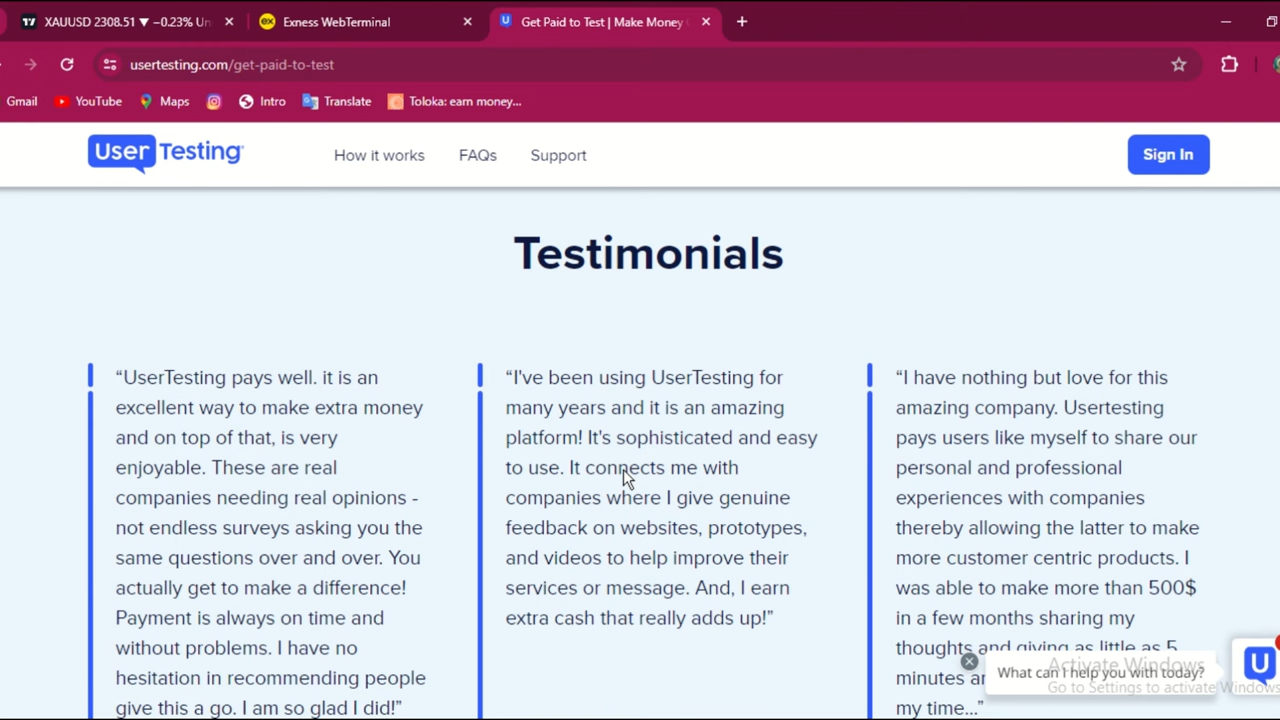 XAUUSD 2308.51 ▼ −0.23% Un
Exness WebTerminal
Get Paid to Test | Make Money
usertesting.com/get-paid-to-test
Gmail
YouTube
Maps
Intro
Translate
Toloka: earn money...
User Testing
How it works
FAQs
Support
Sign In
Testimonials
“UserTesting pays well. it is an
excellent way to make extra money
and on top of that, is very
enjoyable. These are real
companies needing real opinions -
not endless surveys asking you the
same questions over and over. You
actually get to make a difference!
Payment is always on time and
without problems. I have no
hesitation in recommending people
give this a go. I am so glad I did!”
“I've been using UserTesting for
many years and it is an amazing
platform! It's sophisticated and easy
to use. It connects me with
companies where I give genuine
feedback on websites, prototypes,
and videos to help improve their
services or message. And, I earn
extra cash that really adds up!”
“I have nothing but love for this
amazing company. Usertesting
pays users like myself to share our
personal and professional
experiences with companies
thereby allowing the latter to make
more customer centric products. I
was able to make more than 500$
in a few months sharing my
thoughts and giving as little as 5
minutes
my time...”
What can I help you with today?
Activate Windows
Go to Settings to activate Windows